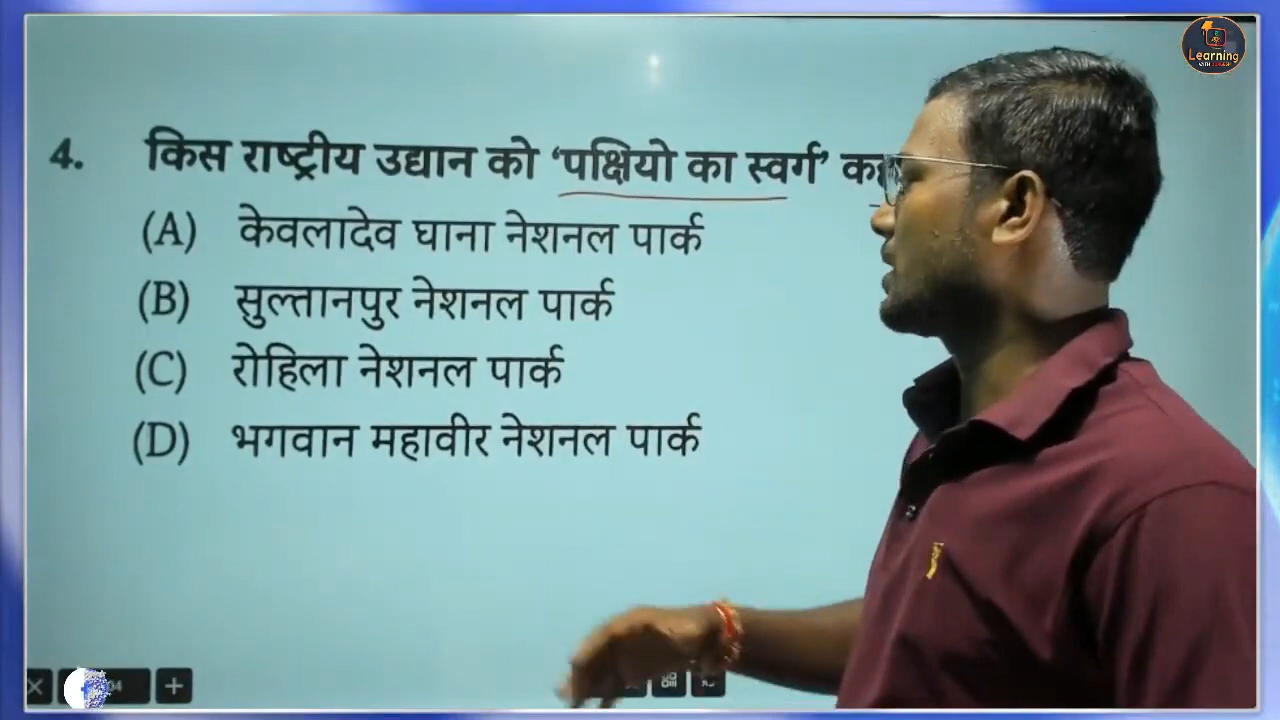 Learning
4. किस राष्ट्रीय उद्यान को ‘पक्षियो का स्वर्ग’
(A) केवलादेव घाना नेशनल पार्क
(B) सुल्तानपुर नेशनल पार्क
(C) रोहिला नेशनल पार्क
(D) भगवान महावीर नेशनल पार्क